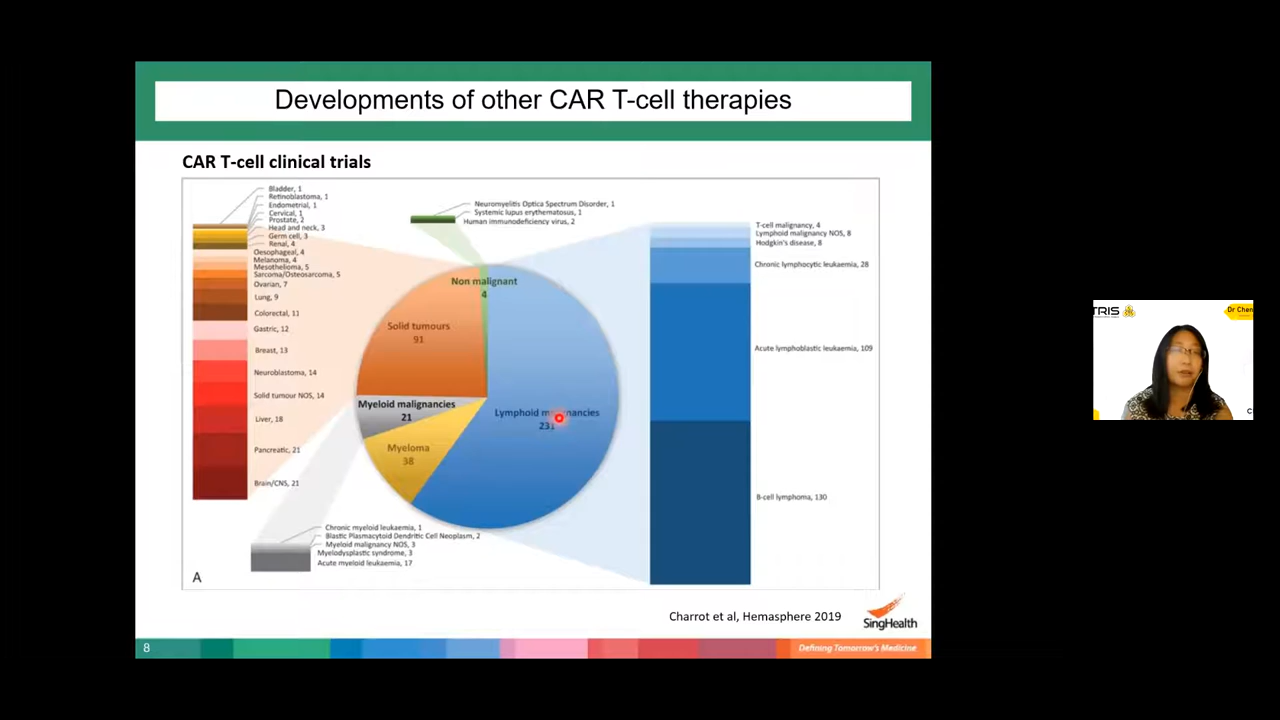 Developments of other CAR T-cell therapies
CAR T-cell clinical trials
Bladder, 1
Retinoblastoma, 1
Endometrial, 1
Cervical, 1
Prostate, 2
Head and neck, 3
Germ cell, 3
Renal, 4
Oesophageal, 4
Melanoma, 4
Mesothelioma, 5
Sarcoma/Osteosarcoma, 5
Ovarian, 7
Lung, 9
Colorectal, 11
Gastric, 12
Breast, 13
Neuroblastoma, 14
Solid tumour NOS, 14
Liver, 18
Pancreatic, 21
Brain/CNS, 21
Neuromyelitis Optica Spectrum Disorder, 1
Systemic lupus erythematosus, 1
Human immunodeficiency virus, 2
Non malignant
4
Solid tumours
91
Myeloid malignancies
21
Myeloma
38
Lymphoid
231
T-cell malignancy, 4
Lymphoid malignancy NOS, 8
Hodgkin's disease, 8
Chronic lymphocytic leukaemia, 28
Acute lymphoblastic leukaemia, 109
B-cell lymphoma, 130
Chronic myeloid leukaemia, 1
Blastic Plasmacytoid Dendritic Cell Neoplasm, 2
Myeloid malignancy NOS, 3
Myelodysplastic syndrome, 3
Acute myeloid leukaemia, 17
A
Charrot et al, Hemasphere 2019
SingHealth
8
Defining Tomorrow's Medicine
TRIS
Dr Chen